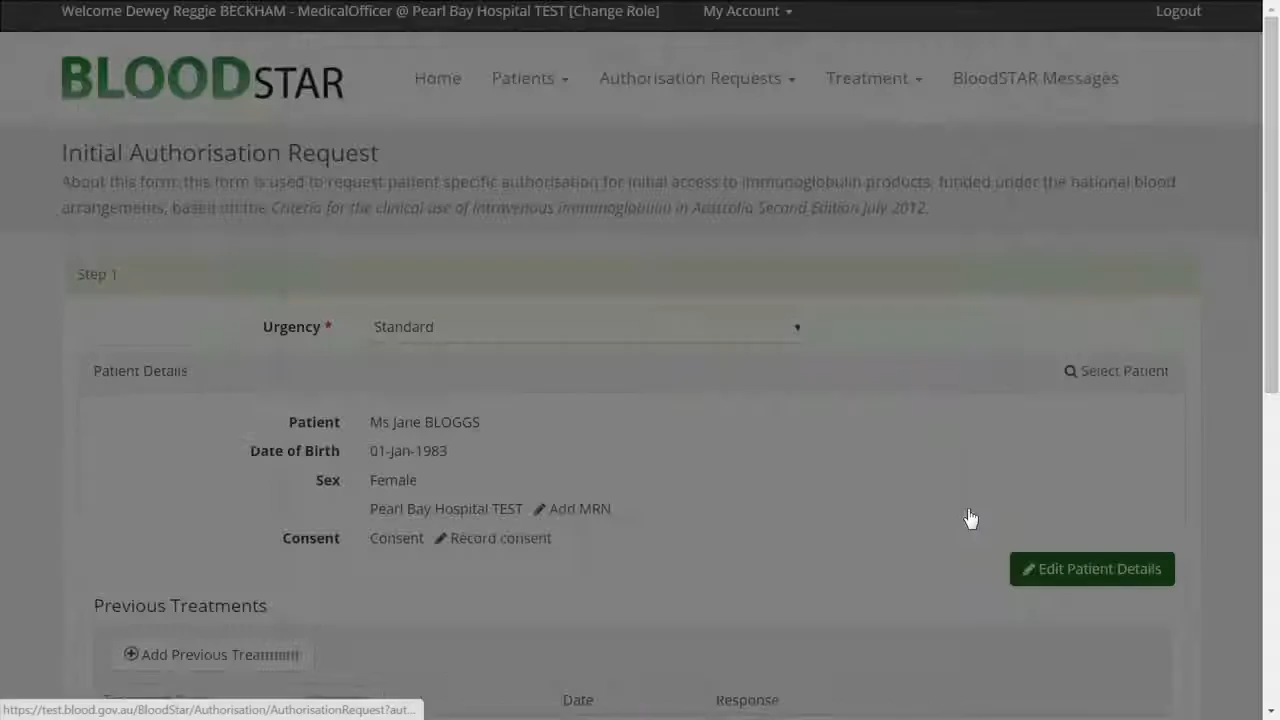 Welcome Dewey Reggie BECKHAM - MedicalOfficer @ Pearl Bay Hospital TEST [Change Role] My Account Logout
BLOODSTAR Home Patients Authorisation Requests Treatment BloodSTAR Messages
Initial Authorisation Request
About this form: this form is used to request patient specific authorisation for initial access to immunoglobulin products, funded under the national blood
arrangements, based on the Criteria for the clinical use of intravenous immunoglobulin in Australia Second Edition July 2012.
Step 1
Urgency * Standard
Patient Details Select Patient
Patient Ms Jane BLOGGS
Date of Birth 01-Jan-1983
Sex Female
Pearl Bay Hospital TEST Add MRN
Consent Consent Record consent
Edit Patient Details
Previous Treatments
Add Previous Treatment
Date Response
https://test.blood.gov.au/BloodStar/Authorisation/AuthorisationRequest?aut...